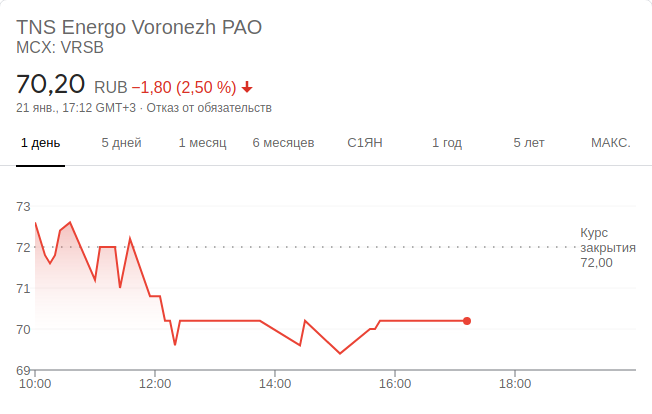 TNS Energo Voronezh PAO
MCX: VRSB
70,20 RUB −1,80 (2,50 %)
21 янв., 17:12 GMT+3 · Отказ от обязательств
1 день 5 дней 1 месяц 6 месяцев С1ЯН 1 год 5 лет МАКС.
73
Курс
72 закрытия
72,00
71
70
69
10:00 12:00 14:00 16:00 18:00